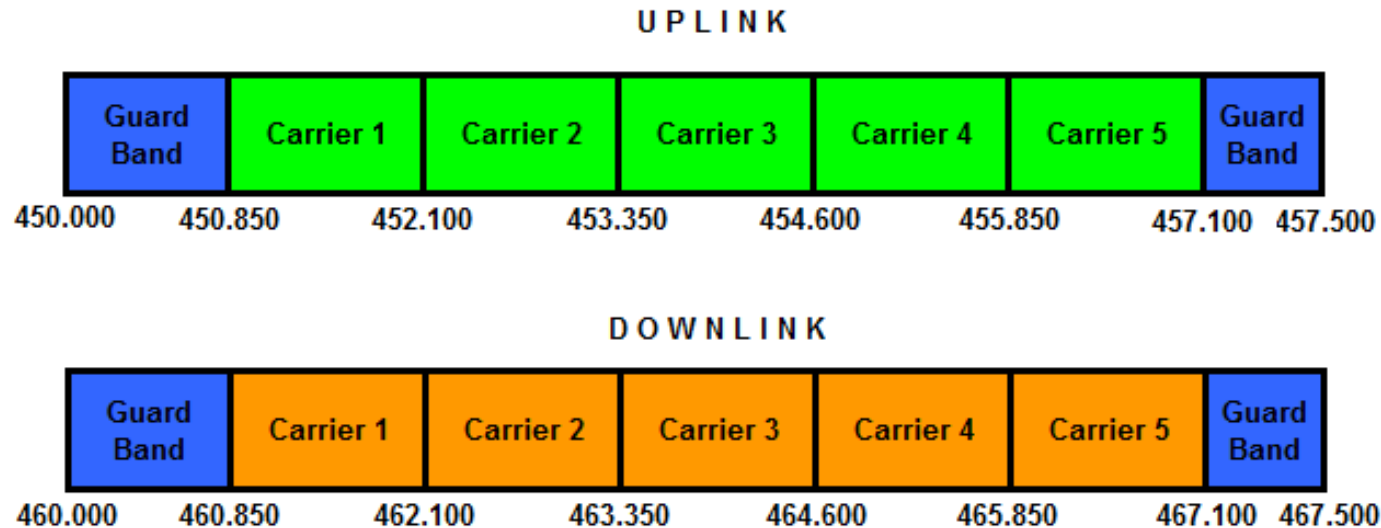 UPLINK
Guard Band Carrier 1 Carrier 2 Carrier 3 Carrier 4 Carrier 5 Guard Band
450.000 450.850 452.100 453.350 454.600 455.850 457.100 457.500
DOWNLINK
Guard Band Carrier 1 Carrier 2 Carrier 3 Carrier 4 Carrier 5 Guard Band
460.000 460.850 462.100 463.350 464.600 465.850 467.100 467.500